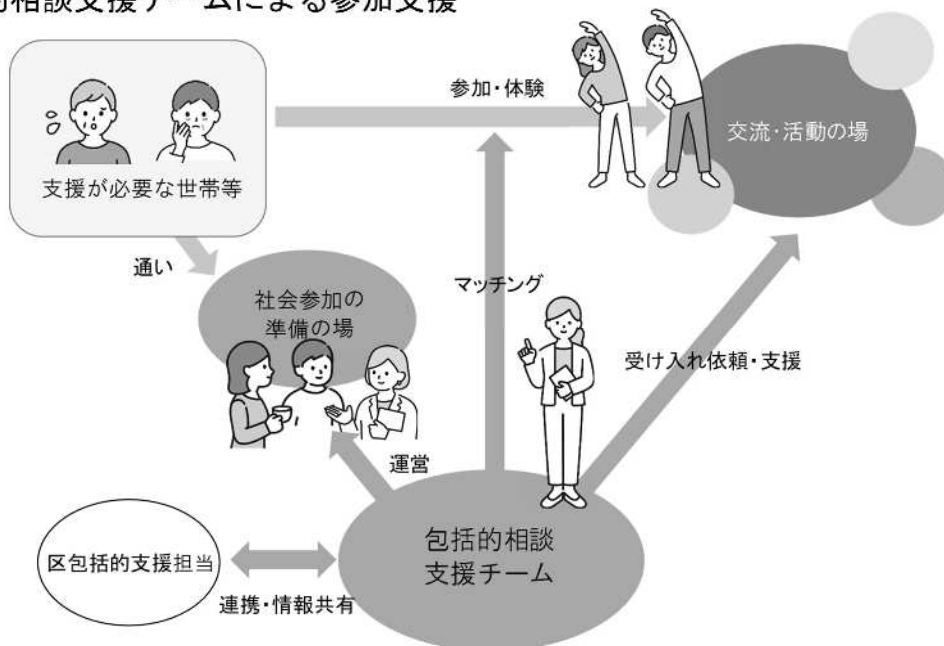 相談支援チームによる参加支援
参加・体験
交流・活動の場
支援が必要な世帯等
通い
社会参加の
準備の場
マッチング
受け入れ依頼・支援
運営
包括的相談
支援チーム
区包括的支援担当
連携・情報共有